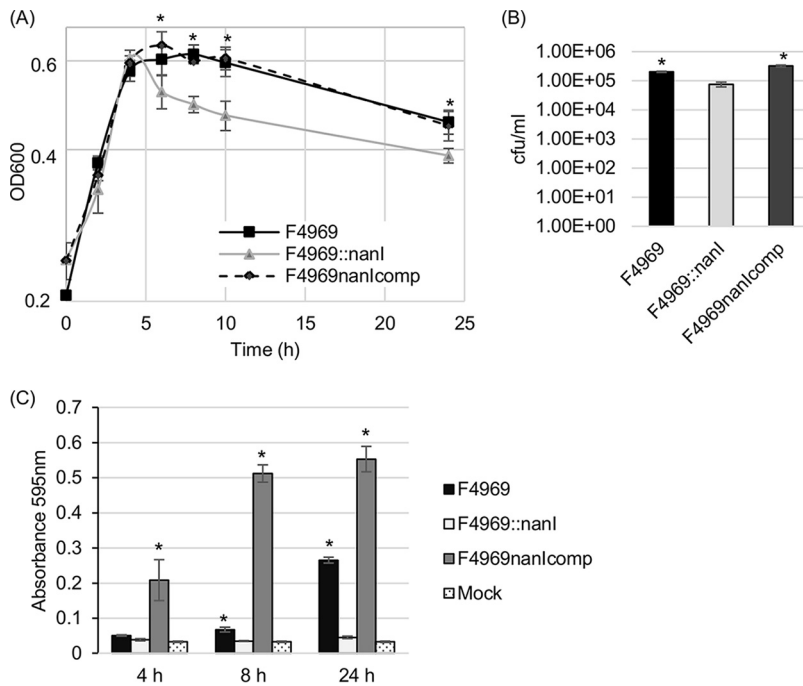 (A)
* * * *
0.6
0.4
0.2
OD600
0 5 10 15 20 25
Time (h)
F4969
F4969::nanI
F4969nanIcomp
(B)
1.00E+06
1.00E+05
1.00E+04
1.00E+03
1.00E+02
1.00E+01
1.00E+00
cfu/ml
* *
F4969
F4969::nanI
F4969nanIcomp
(C)
0.7
0.6
0.5
0.4
0.3
0.2
0.1
0
Absorbance 595nm
* * * * *
4 h 8 h 24 h
F4969
F4969::nanI
F4969nanIcomp
Mock